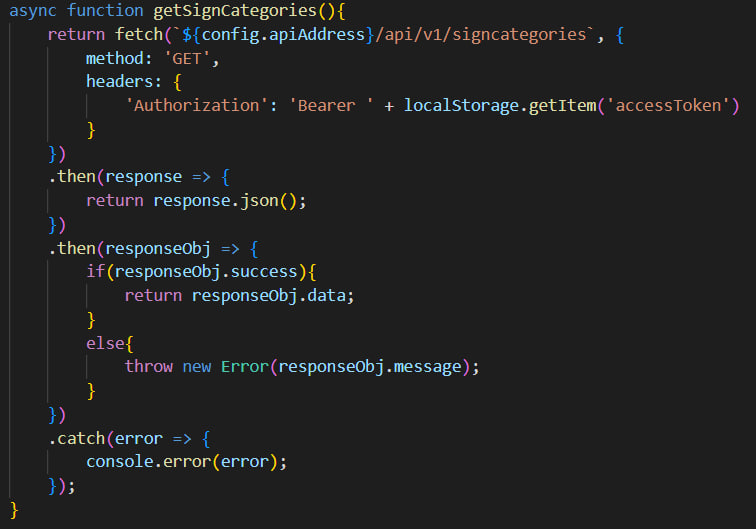 async function getSignCategories(){
    return fetch(`${config.apiAddress}/api/v1/signcategories`, {
        method: 'GET',
        headers: {
            'Authorization': 'Bearer ' + localStorage.getItem('accessToken')
        }
    })
    .then(response => {
        return response.json();
    })
    .then(responseObj => {
        if(responseObj.success){
            return responseObj.data;
        }
        else{
            throw new Error(responseObj.message);
        }
    })
    .catch(error => {
        console.error(error);
    });
}